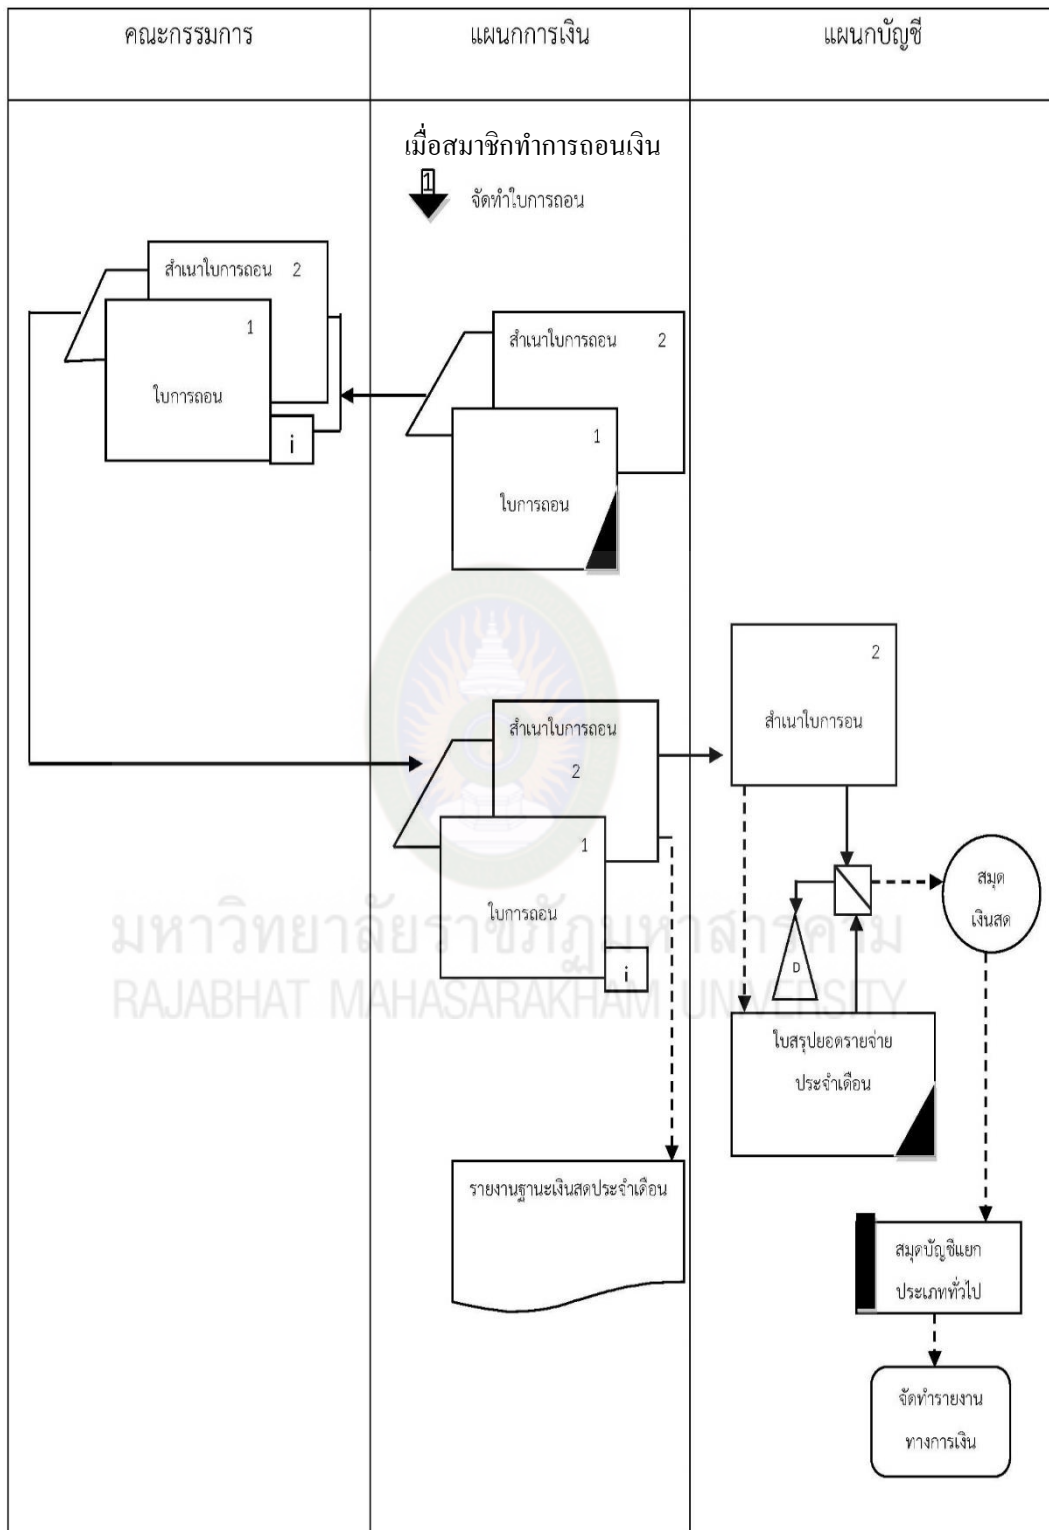 คณะกรรมการ
แผนกการเงิน
แผนกบัญชี
เมื่อสมาชิกทำการถอนเงิน
1
จัดทำใบการถอน
สำเนาใบการถอน 2
1
ใบการถอน
i
สำเนาใบการถอน 2
1
ใบการถอน
2
สำเนาใบการอน
สำเนาใบการถอน
2
1
ใบการถอน
i
สมุด
เงินสด
D
มหาวิทยาลัยราชภัฏมหาสารคาม
RAJABHAT MAHASARAKHAM UNIVERSITY
ใบสรุปยอดรายจ่าย
ประจำเดือน
รายงานฐานะเงินสดประจำเดือน
สมุดบัญชีแยก
ประเภททั่วไป
จัดทำรายงาน
ทางการเงิน